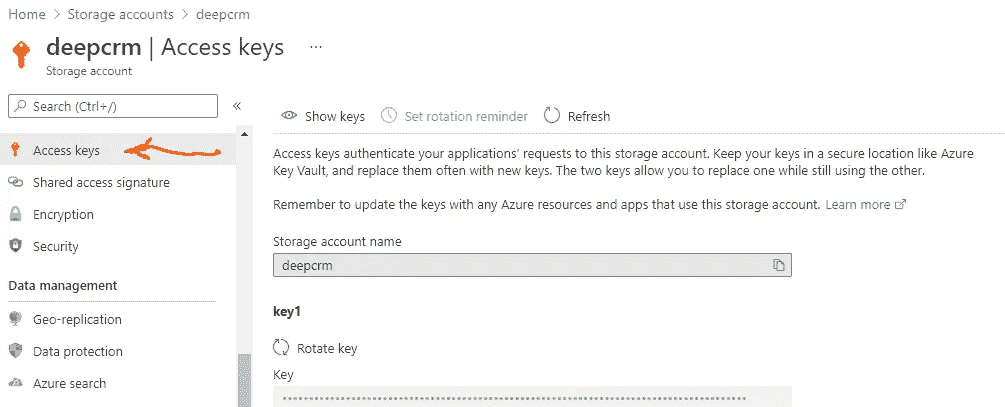 Home > Storage accounts > deepcrm
deepcrm | Access keys ...
Storage account
Search (Ctrl+/) «
Access keys
Shared access signature
Encryption
Security
Data management
Geo-replication
Data protection
Azure search
Show keys Set rotation reminder Refresh
Access keys authenticate your applications' requests to this storage account. Keep your keys in a secure location like Azure
Key Vault, and replace them often with new keys. The two keys allow you to replace one while still using the other.
Remember to update the keys with any Azure resources and apps that use this storage account. Learn more
Storage account name
deepcrm
key1
Rotate key
Key